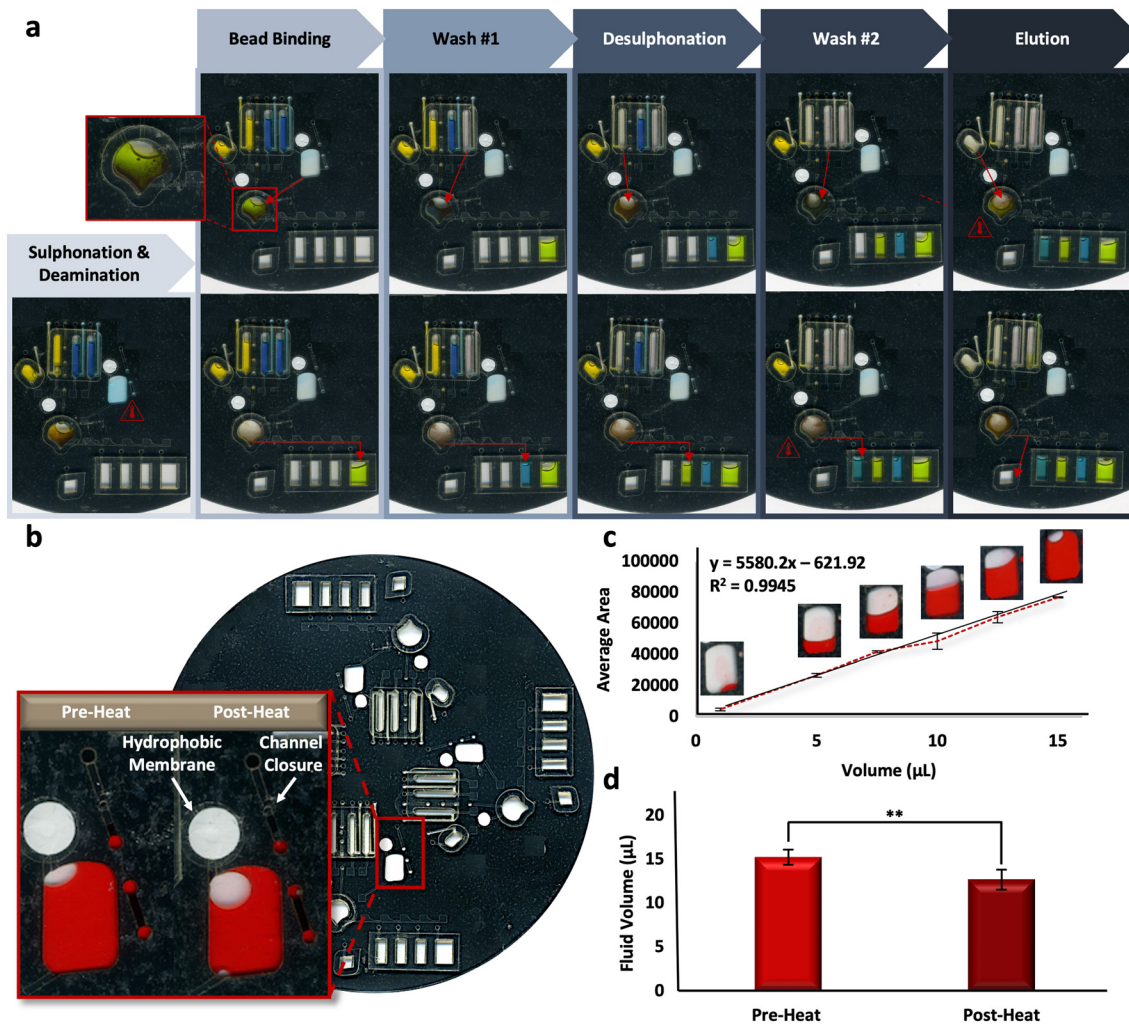 a
Bead Binding
Wash #1
Desulphonation
Wash #2
Elution
Sulphonation &
Deamination
b
Pre-Heat
Post-Heat
Hydrophobic
Membrane
Channel
Closure
c
y = 5580.2x – 621.92
R² = 0.9945
Average Area
100000
80000
60000
40000
20000
0
0
5
10
15
Volume (µL)
d
**
Fluid Volume (µL)
20
15
10
5
0
Pre-Heat
Post-Heat